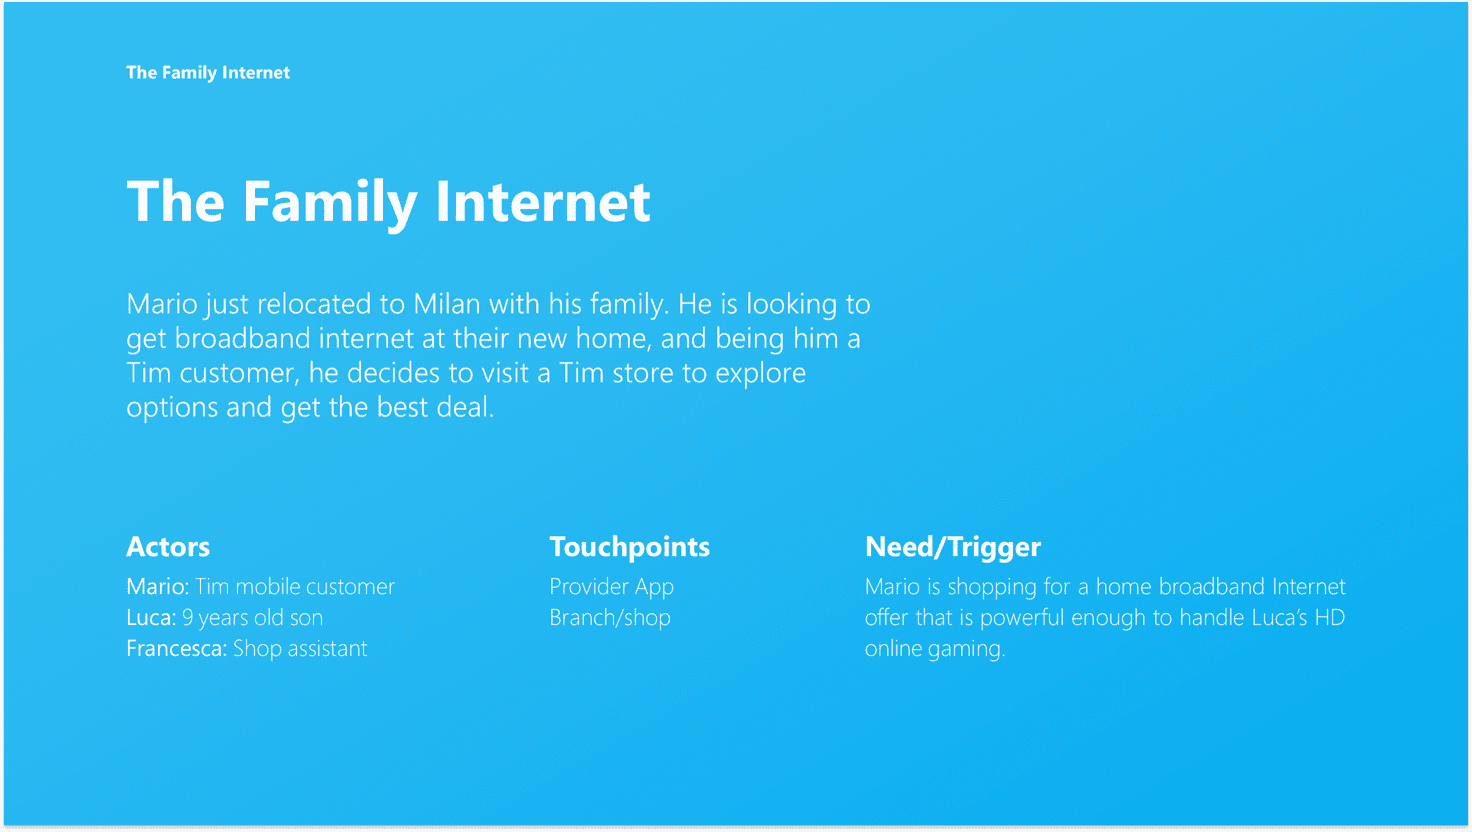 The Family Internet
The Family Internet
Mario just relocated to Milan with his family. He is looking to
get broadband internet at their new home, and being him a
Tim customer, he decides to visit a Tim store to explore
options and get the best deal.
Actors
Mario: Tim mobile customer
Luca: 9 years old son
Francesca: Shop assistant
Touchpoints
Provider App
Branch/shop
Need/Trigger
Mario is shopping for a home broadband Internet
offer that is powerful enough to handle Luca’s HD
online gaming.